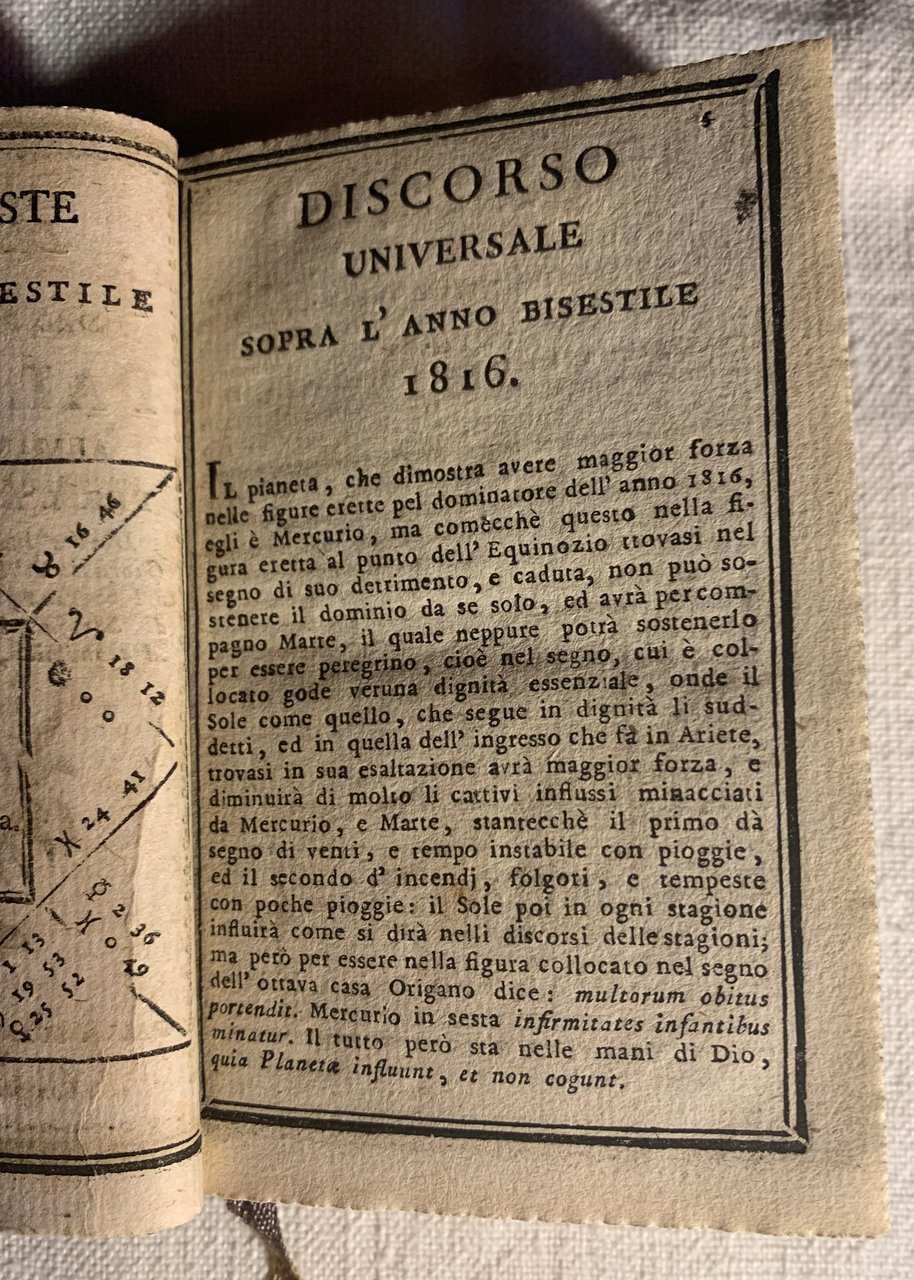 STE
ESTILE
♉ 16 46
2
18 12
♓ 24 41
a.
2 36
♓
1 13
19 53
25 52
5
DISCORSO
UNIVERSALE
SOPRA L' ANNO BISESTILE
1816.
IL pianeta, che dimostra avere maggior forza
nelle figure erette pel dominatore dell' anno 1816,
egli è Mercurio, ma comècchè questo nella fi-
gura eretta al punto dell' Equinozio ttovasi nel
segno di suo detrimento, e caduta, non può so-
stenere il dominio da se solo, ed avrà per com-
pagno Marte, il quale neppure potrà sostenerlo
per essere peregrino, cioè nel segno, cui è col-
locato gode veruna dignità essenziale, onde il
Sole come quello, che segue in dignità li sud-
detti, ed in quella dell' ingresso che fà in Ariete,
trovasi in sua esaltazione avrà maggior forza, e
diminuirà di molto li cattivi influssi minacciati
da Mercurio, e Marte, stantecchè il primo dà
segno di venti, e tempo instabile con pioggie,
ed il secondo d' incendj, folgori, e tempeste
con poche pioggie: il Sole poi in ogni stagione
influirà come si dirà nelli discorsi delle stagioni;
ma però per essere nella figura collocato nel segno
dell' ottava casa Origano dice: multorum obitus
portendit. Mercurio in sesta infirmitates infantibus
minatur. Il tutto però sta nelle mani di Dio,
quia Planetæ influunt, et non cogunt.